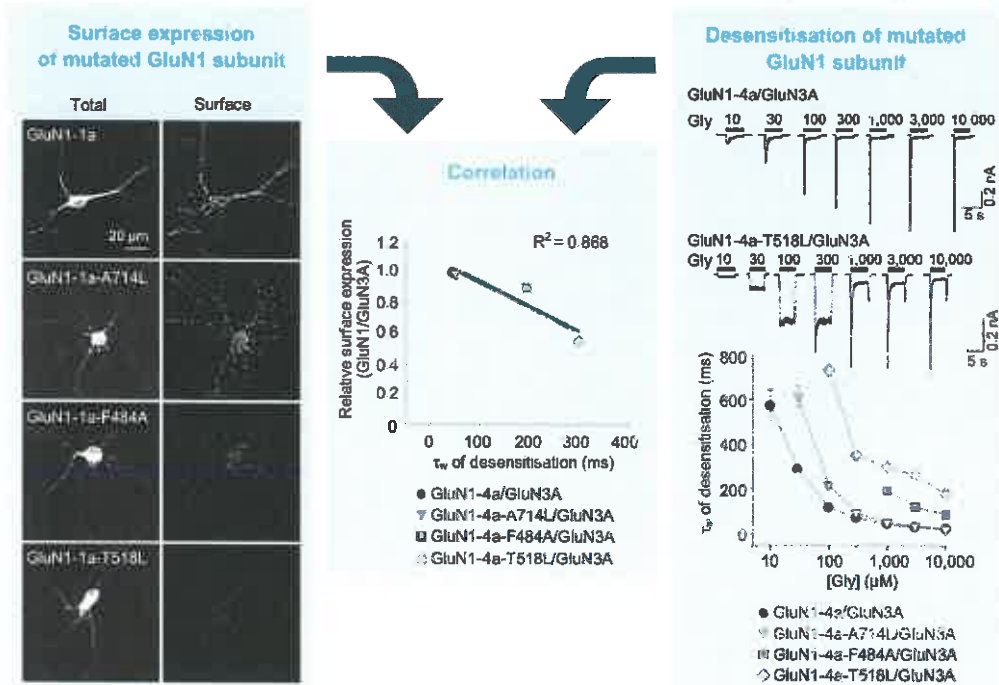 Surface expression
of mutated GluN1 subunit
Total Surface
GluN1-1a
20 µm
GluN1-1a-A714L
GluN1-1a-F484A
GluN1-1a-T518L
Correlation
R² = 0.868
Relative surface expression
(GluN1/GluN3A)
1.2
1.0
0.8
0.6
0.4
0.2
0
0 100 200 300 400
τw of desensitisation (ms)
GluN1-4a/GluN3A
GluN1-4a-A714L/GluN3A
GluN1-4a-F484A/GluN3A
GluN1-4a-T518L/GluN3A
Desensitisation of mutated
GluN1 subunit
GluN1-4a/GluN3A
Gly 10 30 100 300 1,000 3,000 10 000
0.2 nA
5 s
GluN1-4a-T518L/GluN3A
Gly 10 30 100 300 1,000 3,000 10,000
0.2 nA
5 s
τw of desensitisation (ms)
800
600
400
200
0
10 100 1,000 10,000
[Gly] (µM)
GluN1-4a/GluN3A
GluN1-4a-A714L/GluN3A
GluN1-4a-F484A/GluN3A
GluN1-4a-T518L/GluN3A